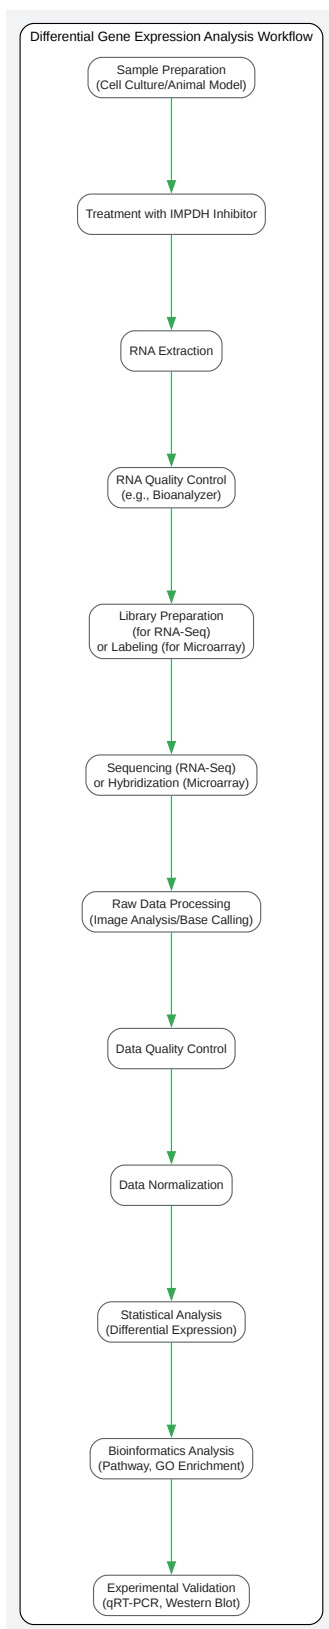 Differential Gene Expression Analysis Workflow
Sample Preparation
(Cell Culture/Animal Model)
Treatment with IMPDH Inhibitor
RNA Extraction
RNA Quality Control
(e.g., Bioanalyzer)
Library Preparation
(for RNA-Seq)
or Labeling (for Microarray)
Sequencing (RNA-Seq)
or Hybridization (Microarray)
Raw Data Processing
(Image Analysis/Base Calling)
Data Quality Control
Data Normalization
Statistical Analysis
(Differential Expression)
Bioinformatics Analysis
(Pathway, GO Enrichment)
Experimental Validation
(qRT-PCR, Western Blot)